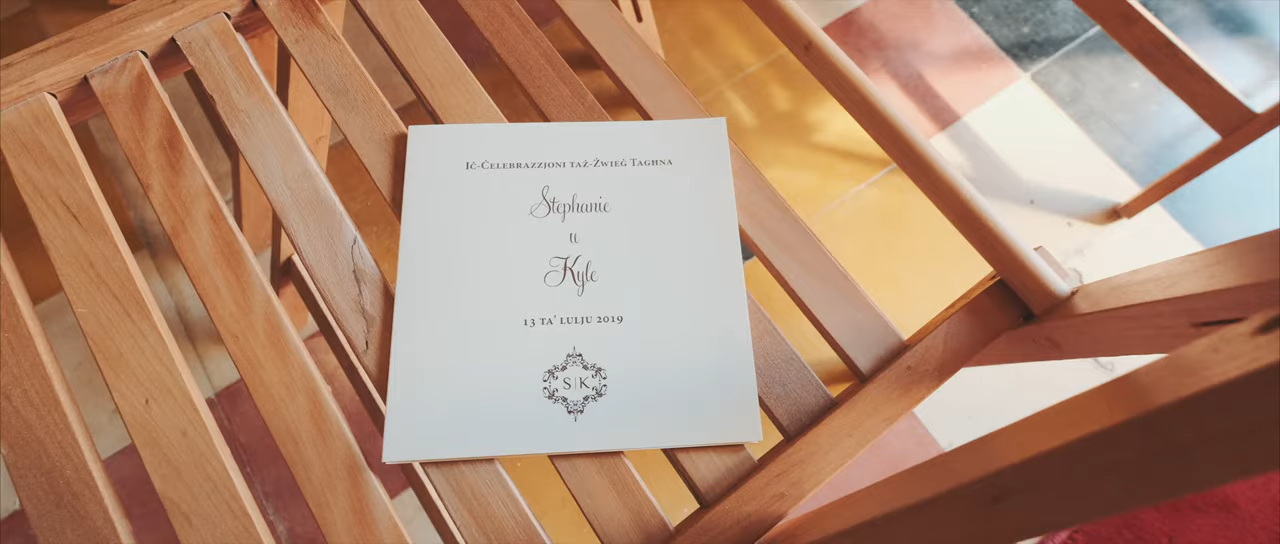 Iċ-Ċelebrazzjoni taż-Żwieġ Tagħna
Stephanie
u
Kyle
13 ta' Lulju 2019
S|K